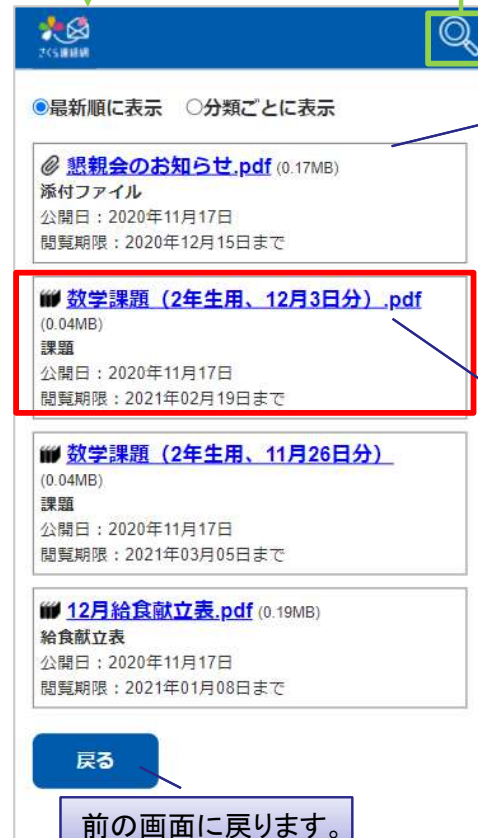 さくら連絡網
最新順に表示 分類ごとに表示
懇親会のお知らせ.pdf (0.17MB)
添付ファイル
公開日：2020年11月17日
閲覧期限：2020年12月15日まで
数学課題（2年生用、12月3日分）.pdf
(0.04MB)
課題
公開日：2020年11月17日
閲覧期限：2021年02月19日まで
数学課題（2年生用、11月26日分）
(0.04MB)
課題
公開日：2020年11月17日
閲覧期限：2021年03月05日まで
12月給食献立表.pdf (0.19MB)
給食献立表
公開日：2020年11月17日
閲覧期限：2021年01月08日まで
戻る
前の画面に戻ります。